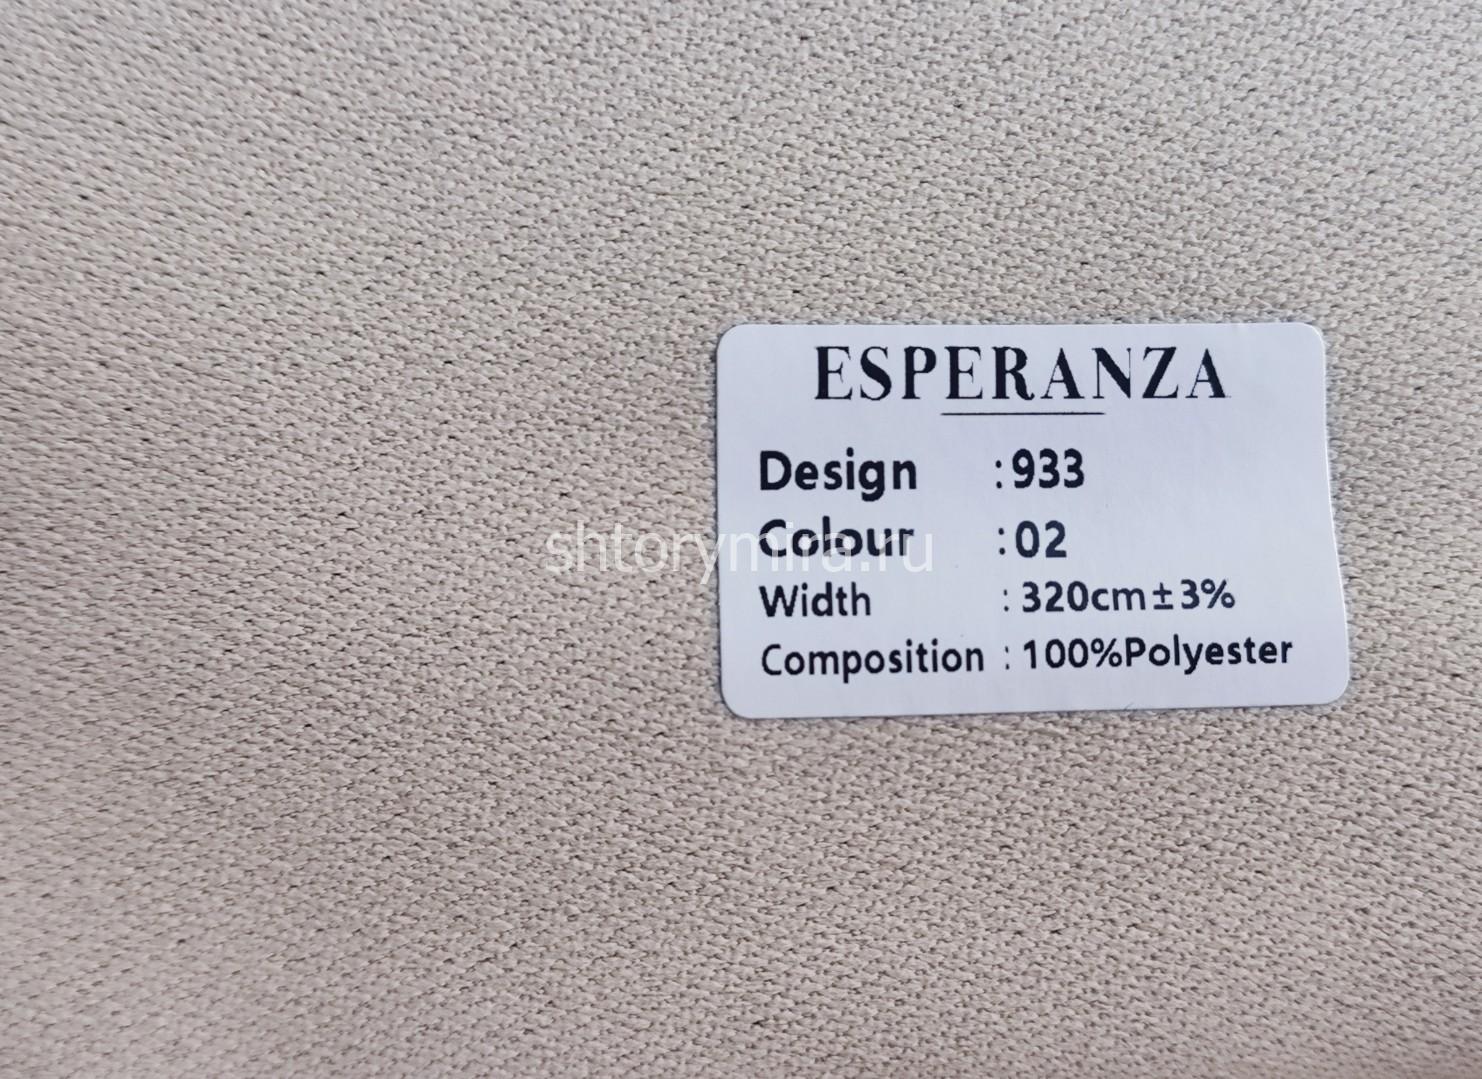 ESPERANZA
Design :933
Colour :02
shtorymira.ru
Width : 320cm±3%
Composition : 100%Polyester